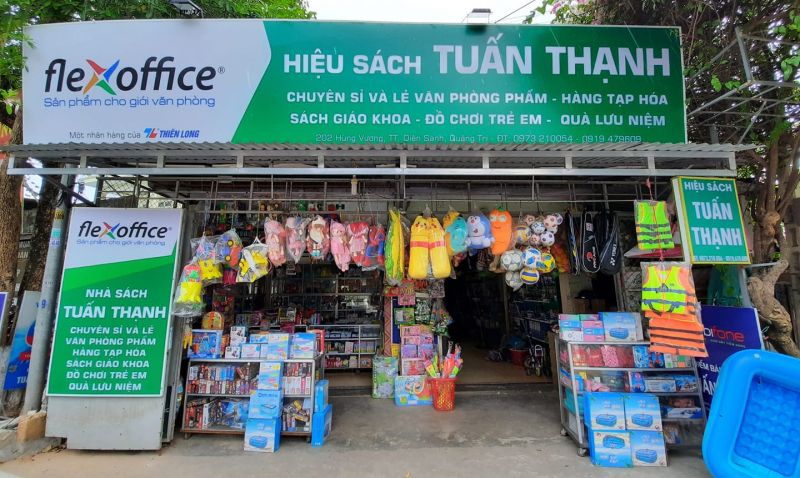 flexoffice®
Sản phẩm cho giới văn phòng
Một nhãn hàng của THIÊN LONG
HIỆU SÁCH TUẤN THẠNH
CHUYÊN SỈ VÀ LẺ VĂN PHÒNG PHẨM - HÀNG TẠP HÓA
SÁCH GIÁO KHOA - ĐỒ CHƠI TRẺ EM - QUÀ LƯU NIỆM
202 Hùng Vương, TT. Diên Sanh, Quảng Trị - ĐT: 0973 210054 - 0919 479609
flexoffice®
Sản phẩm cho giới văn phòng
NHÀ SÁCH
TUẤN THẠNH
CHUYÊN SỈ VÀ LẺ
VĂN PHÒNG PHẨM
HÀNG TẠP HÓA
SÁCH GIÁO KHOA
ĐỒ CHƠI TRẺ EM
QUÀ LƯU NIỆM
HIỆU SÁCH
TUẤN
THẠNH